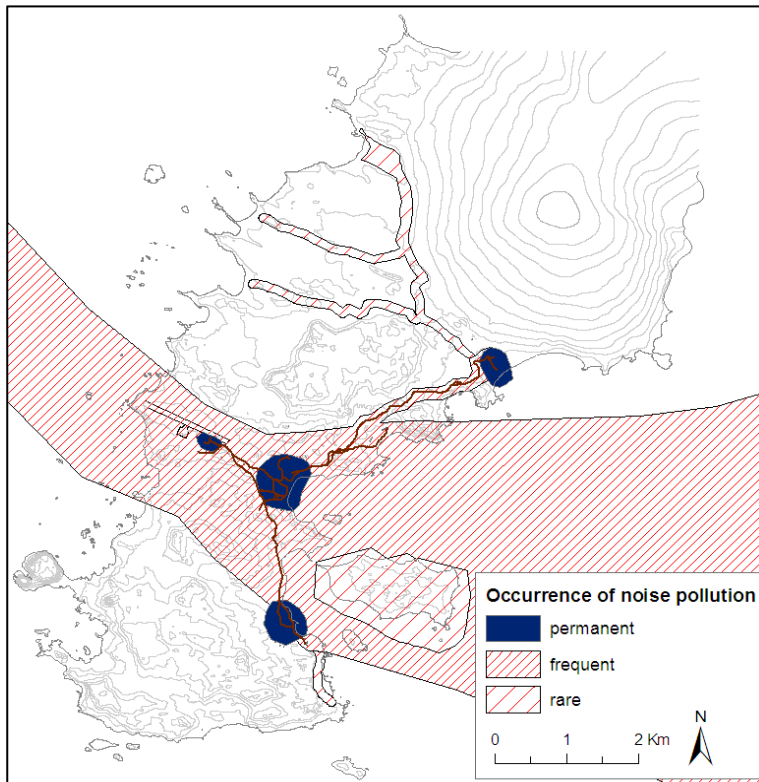 Occurrence of noise pollution
permanent
frequent
rare
N
0 1 2 Km